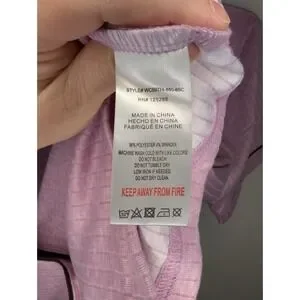 MADE IN CHINA
HECHO EN CHINA
FABRIQUÉ EN CHINE
MACHINE WASH COLD WITH LIKE COLORS
DO NOT BLEACH
DO NOT TUMBLE DRY
LOW IRON IF NEEDED
DO NOT DRY CLEAN
KEEP AWAY FROM FIRE